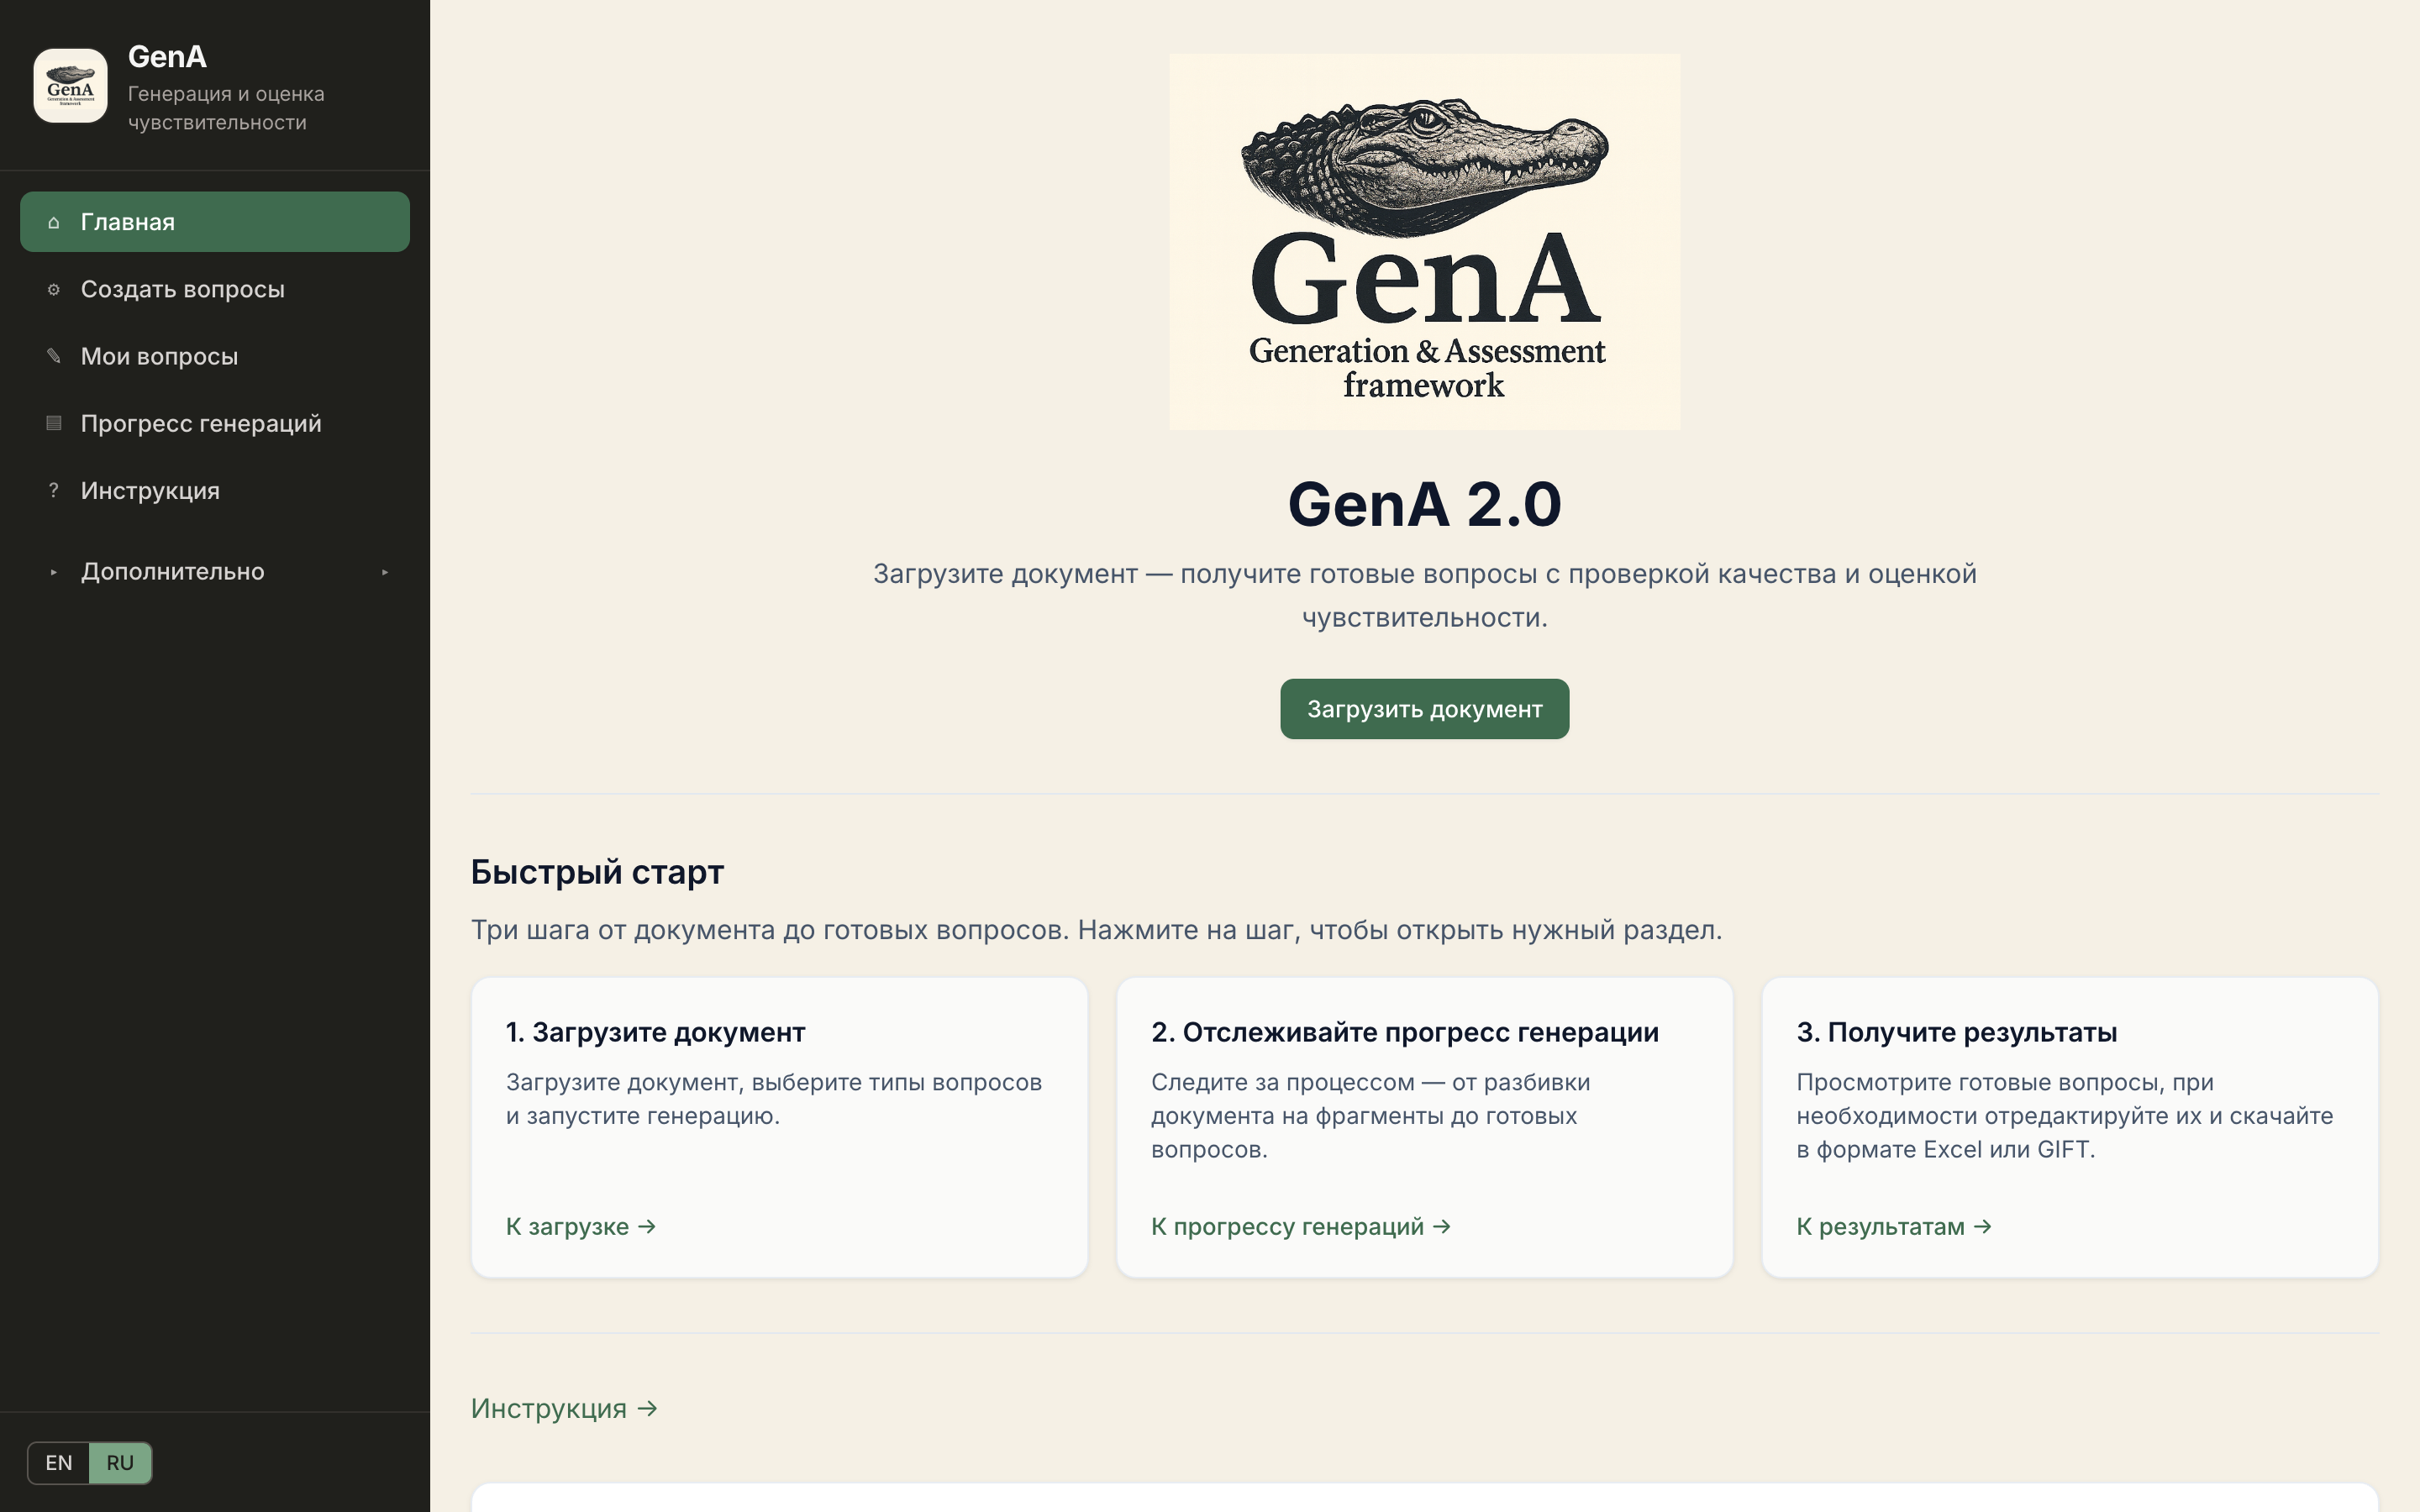 GenA
Generation & Assessment
framework
GenA
Генерация и оценка
чувствительности
Главная
Создать вопросы
Мои вопросы
Прогресс генераций
? Инструкция
Дополнительно
EN RU
GenA
Generation & Assessment
framework
GenA 2.0
Загрузите документ — получите готовые вопросы с проверкой качества и оценкой
чувствительности.
Загрузить документ
Быстрый старт
Три шага от документа до готовых вопросов. Нажмите на шаг, чтобы открыть нужный раздел.
1. Загрузите документ
Загрузите документ, выберите типы вопросов
и запустите генерацию.
К загрузке →
2. Отслеживайте прогресс генерации
Следите за процессом — от разбивки
документа на фрагменты до готовых
вопросов.
К прогрессу генераций →
3. Получите результаты
Просмотрите готовые вопросы, при
необходимости отредактируйте их и скачайте
в формате Excel или GIFT.
К результатам →
Инструкция →